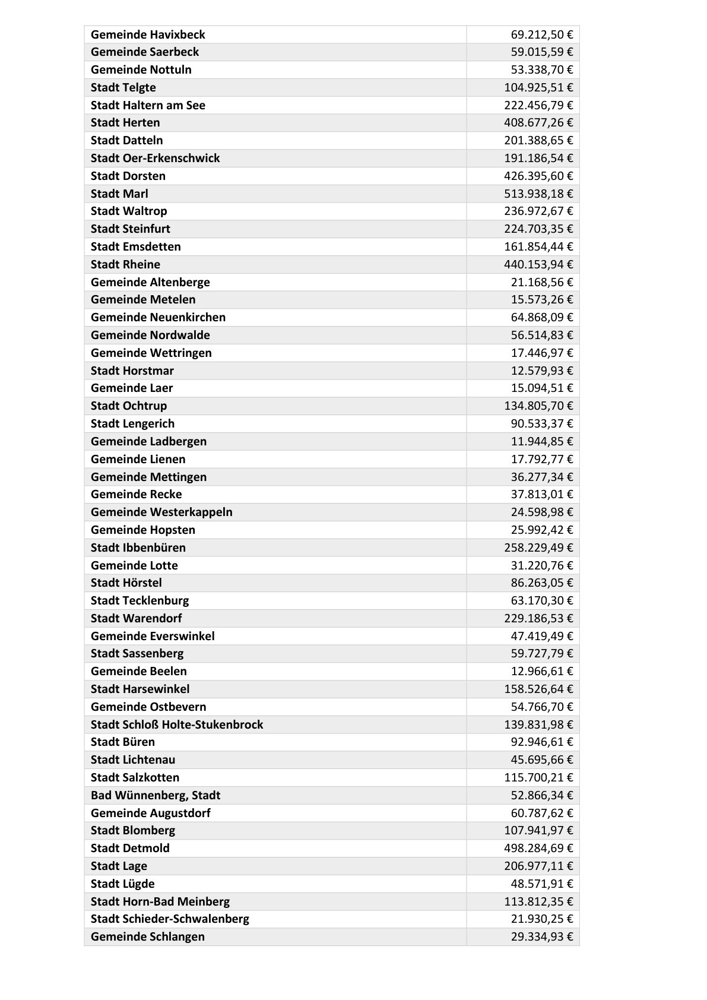 Gemeinde Havixbeck 69.212,50 €
Gemeinde Saerbeck 59.015,59 €
Gemeinde Nottuln 53.338,70 €
Stadt Telgte 104.925,51 €
Stadt Haltern am See 222.456,79 €
Stadt Herten 408.677,26 €
Stadt Datteln 201.388,65 €
Stadt Oer-Erkenschwick 191.186,54 €
Stadt Dorsten 426.395,60 €
Stadt Marl 513.938,18 €
Stadt Waltrop 236.972,67 €
Stadt Steinfurt 224.703,35 €
Stadt Emsdetten 161.854,44 €
Stadt Rheine 440.153,94 €
Gemeinde Altenberge 21.168,56 €
Gemeinde Metelen 15.573,26 €
Gemeinde Neuenkirchen 64.868,09 €
Gemeinde Nordwalde 56.514,83 €
Gemeinde Wettringen 17.446,97 €
Stadt Horstmar 12.579,93 €
Gemeinde Laer 15.094,51 €
Stadt Ochtrup 134.805,70 €
Stadt Lengerich 90.533,37 €
Gemeinde Ladbergen 11.944,85 €
Gemeinde Lienen 17.792,77 €
Gemeinde Mettingen 36.277,34 €
Gemeinde Recke 37.813,01 €
Gemeinde Westerkappeln 24.598,98 €
Gemeinde Hopsten 25.992,42 €
Stadt Ibbenbüren 258.229,49 €
Gemeinde Lotte 31.220,76 €
Stadt Hörstel 86.263,05 €
Stadt Tecklenburg 63.170,30 €
Stadt Warendorf 229.186,53 €
Gemeinde Everswinkel 47.419,49 €
Stadt Sassenberg 59.727,79 €
Gemeinde Beelen 12.966,61 €
Stadt Harsewinkel 158.526,64 €
Gemeinde Ostbevern 54.766,70 €
Stadt Schloß Holte-Stukenbrock 139.831,98 €
Stadt Büren 92.946,61 €
Stadt Lichtenau 45.695,66 €
Stadt Salzkotten 115.700,21 €
Bad Wünnenberg, Stadt 52.866,34 €
Gemeinde Augustdorf 60.787,62 €
Stadt Blomberg 107.941,97 €
Stadt Detmold 498.284,69 €
Stadt Lage 206.977,11 €
Stadt Lügde 48.571,91 €
Stadt Horn-Bad Meinberg 113.812,35 €
Stadt Schieder-Schwalenberg 21.930,25 €
Gemeinde Schlangen 29.334,93 €